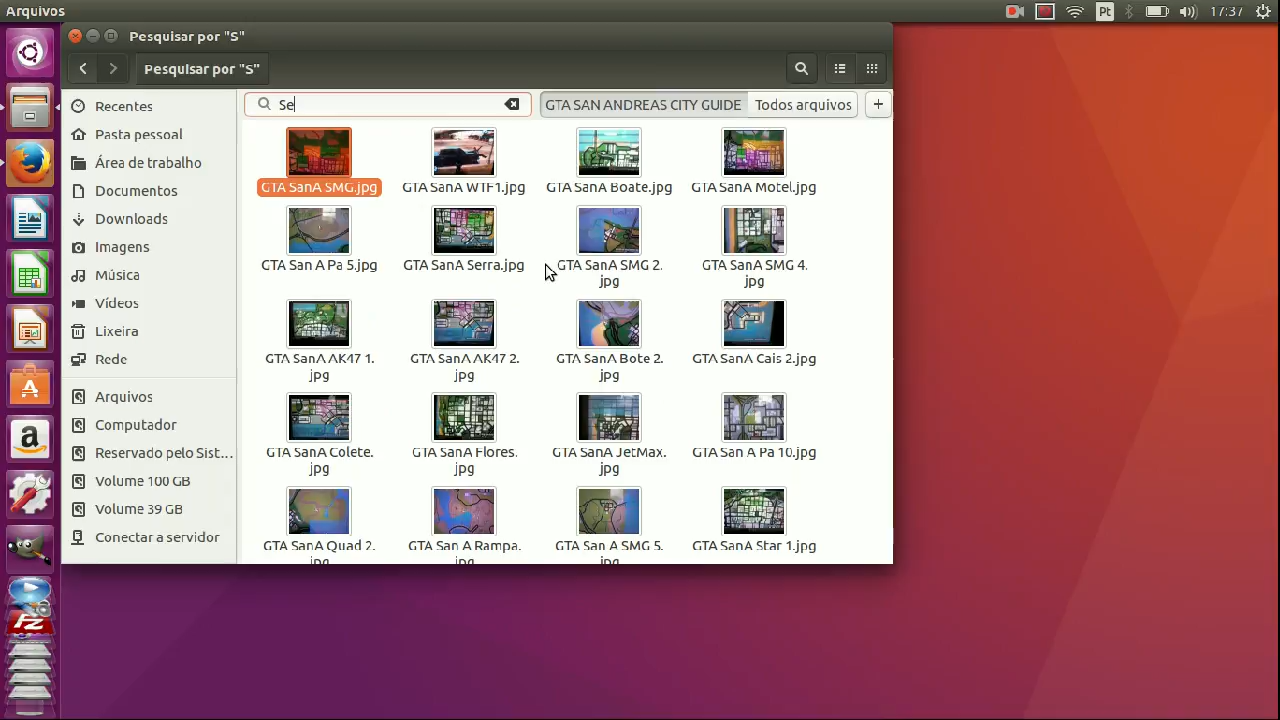 Arquivos
Pt
17:37
Pesquisar por "S"
Pesquisar por "S"
Se
GTA SAN ANDREAS CITY GUIDE
Todos arquivos
+
Recentes
Pasta pessoal
Área de trabalho
Documentos
Downloads
Imagens
Música
Vídeos
Lixeira
Rede
Arquivos
Computador
Reservado pelo Sist...
Volume 100 GB
Volume 39 GB
Conectar a servidor
GTA SanA SMG.jpg
GTA SanA WTF1.jpg
GTA SanA Boate.jpg
GTA SanA Motel.jpg
GTA San A Pa 5.jpg
GTA SanA Serra.jpg
GTA SanA SMG 2.
jpg
GTA SanA SMG 4.
jpg
GTA SanA AK47 1.
jpg
GTA SanA AK47 2.
jpg
GTA SanA Bote 2.
jpg
GTA SanA Cais 2.jpg
GTA SanA Colete.
jpg
GTA SanA Flores.
jpg
GTA SanA JetMax.
jpg
GTA San A Pa 10.jpg
GTA SanA Quad 2.
jpg
GTA San A Rampa.
jpg
GTA San A SMG 5.
jpg
GTA SanA Star 1.jpg